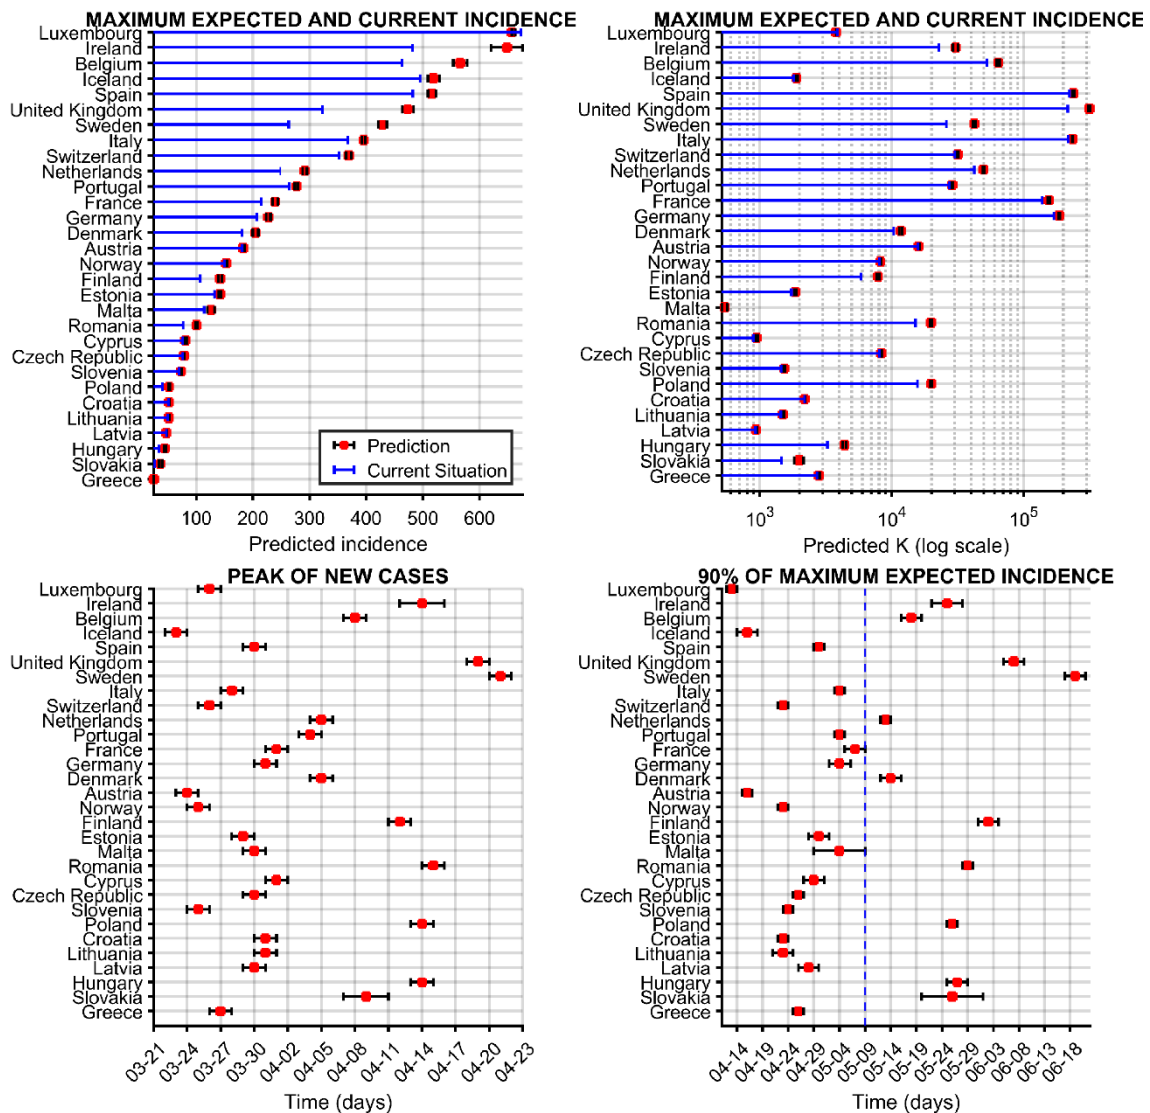 MAXIMUM EXPECTED AND CURRENT INCIDENCE
Luxembourg
Ireland
Belgium
Iceland
Spain
United Kingdom
Sweden
Italy
Switzerland
Netherlands
Portugal
France
Germany
Denmark
Austria
Norway
Finland
Estonia
Malta
Romania
Cyprus
Czech Republic
Slovenia
Poland
Croatia
Lithuania
Latvia
Hungary
Slovakia
Greece
Prediction
Current Situation
100 200 300 400 500 600
Predicted incidence
MAXIMUM EXPECTED AND CURRENT INCIDENCE
Luxembourg
Ireland
Belgium
Iceland
Spain
United Kingdom
Sweden
Italy
Switzerland
Netherlands
Portugal
France
Germany
Denmark
Austria
Norway
Finland
Estonia
Malta
Romania
Cyprus
Czech Republic
Slovenia
Poland
Croatia
Lithuania
Latvia
Hungary
Slovakia
Greece
10³ 10⁴ 10⁵
Predicted K (log scale)
PEAK OF NEW CASES
Luxembourg
Ireland
Belgium
Iceland
Spain
United Kingdom
Sweden
Italy
Switzerland
Netherlands
Portugal
France
Germany
Denmark
Austria
Norway
Finland
Estonia
Malta
Romania
Cyprus
Czech Republic
Slovenia
Poland
Croatia
Lithuania
Latvia
Hungary
Slovakia
Greece
03-21 03-24 03-27 03-30 04-02 04-05 04-08 04-11 04-14 04-17 04-20 04-23
Time (days)
90% OF MAXIMUM EXPECTED INCIDENCE
Luxembourg
Ireland
Belgium
Iceland
Spain
United Kingdom
Sweden
Italy
Switzerland
Netherlands
Portugal
France
Germany
Denmark
Austria
Norway
Finland
Estonia
Malta
Romania
Cyprus
Czech Republic
Slovenia
Poland
Croatia
Lithuania
Latvia
Hungary
Slovakia
Greece
04-14 04-19 04-24 04-29 05-04 05-09 05-14 05-19 05-24 05-29 06-03 06-08 06-13 06-18
Time (days)